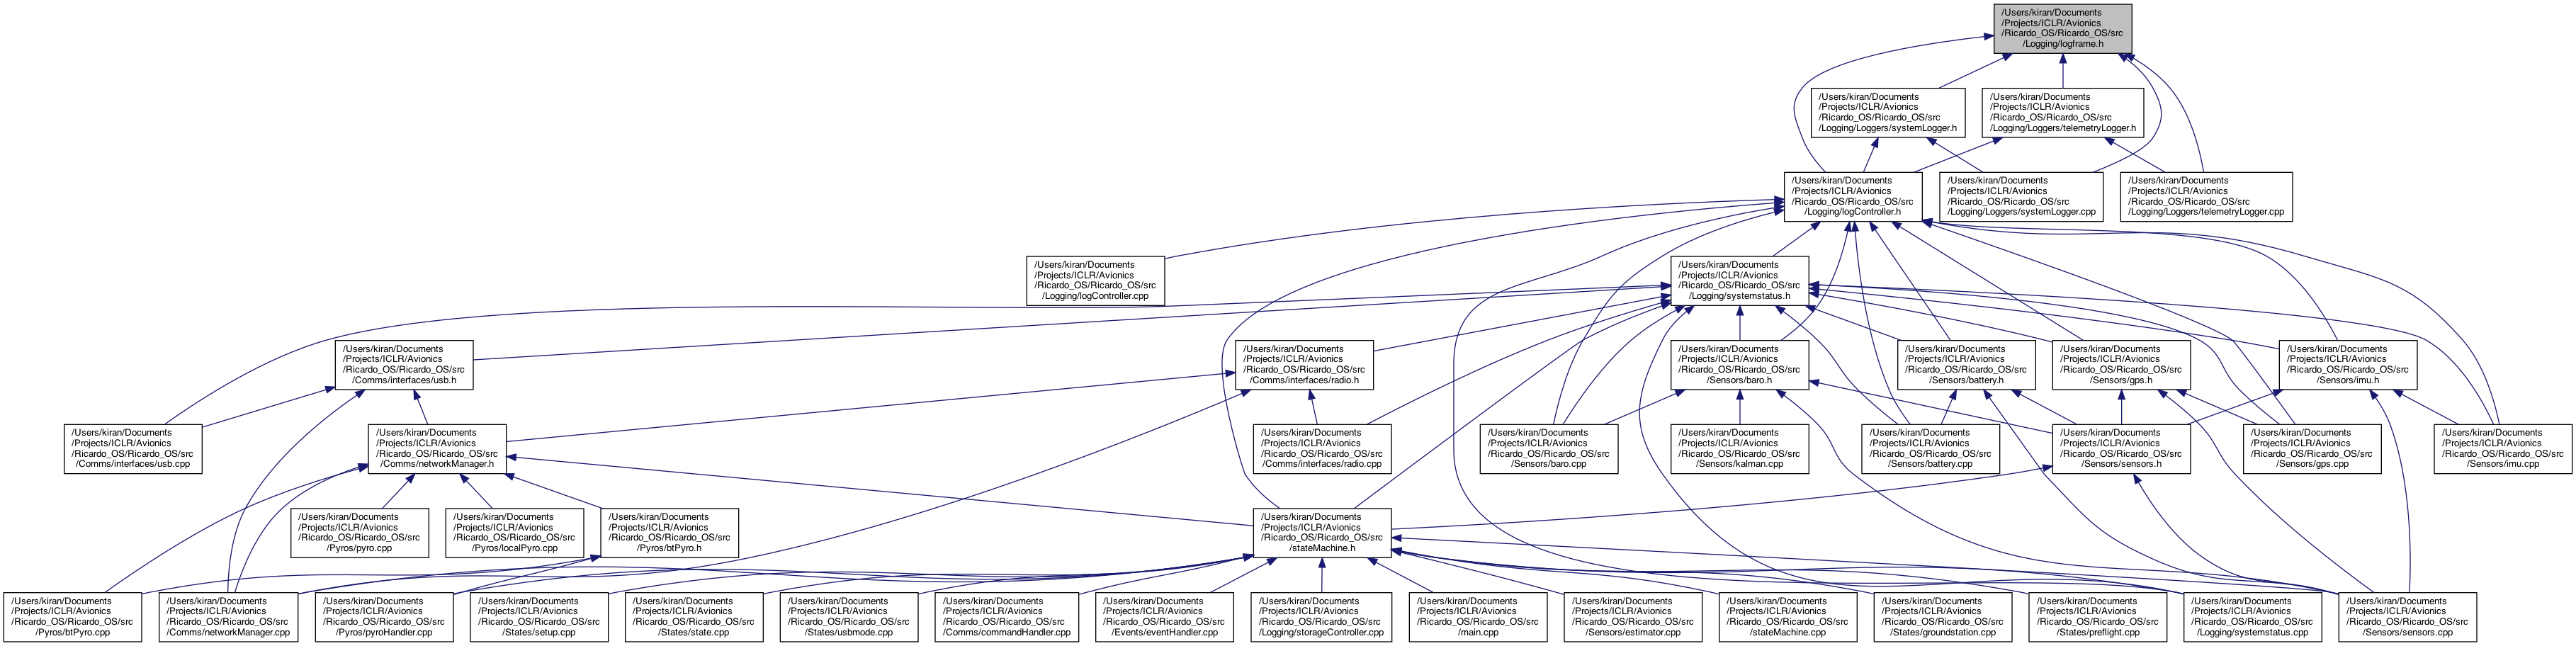 /Users/kiran/Documents
/Projects/ICLR/Avionics
/Ricardo_OS/Ricardo_OS/src
/Logging/logframe.h
/Users/kiran/Documents
/Projects/ICLR/Avionics
/Ricardo_OS/Ricardo_OS/src
/Logging/Loggers/systemLogger.h
/Users/kiran/Documents
/Projects/ICLR/Avionics
/Ricardo_OS/Ricardo_OS/src
/Logging/Loggers/telemetryLogger.h
/Users/kiran/Documents
/Projects/ICLR/Avionics
/Ricardo_OS/Ricardo_OS/src
/Logging/logController.h
/Users/kiran/Documents
/Projects/ICLR/Avionics
/Ricardo_OS/Ricardo_OS/src
/Logging/Loggers/systemLogger.cpp
/Users/kiran/Documents
/Projects/ICLR/Avionics
/Ricardo_OS/Ricardo_OS/src
/Logging/Loggers/telemetryLogger.cpp
/Users/kiran/Documents
/Projects/ICLR/Avionics
/Ricardo_OS/Ricardo_OS/src
/Logging/logController.cpp
/Users/kiran/Documents
/Projects/ICLR/Avionics
/Ricardo_OS/Ricardo_OS/src
/Logging/systemstatus.h
/Users/kiran/Documents
/Projects/ICLR/Avionics
/Ricardo_OS/Ricardo_OS/src
/Comms/interfaces/usb.h
/Users/kiran/Documents
/Projects/ICLR/Avionics
/Ricardo_OS/Ricardo_OS/src
/Comms/interfaces/radio.h
/Users/kiran/Documents
/Projects/ICLR/Avionics
/Ricardo_OS/Ricardo_OS/src
/Sensors/baro.h
/Users/kiran/Documents
/Projects/ICLR/Avionics
/Ricardo_OS/Ricardo_OS/src
/Sensors/battery.h
/Users/kiran/Documents
/Projects/ICLR/Avionics
/Ricardo_OS/Ricardo_OS/src
/Sensors/gps.h
/Users/kiran/Documents
/Projects/ICLR/Avionics
/Ricardo_OS/Ricardo_OS/src
/Sensors/imu.h
/Users/kiran/Documents
/Projects/ICLR/Avionics
/Ricardo_OS/Ricardo_OS/src
/Comms/interfaces/usb.cpp
/Users/kiran/Documents
/Projects/ICLR/Avionics
/Ricardo_OS/Ricardo_OS/src
/Comms/networkManager.h
/Users/kiran/Documents
/Projects/ICLR/Avionics
/Ricardo_OS/Ricardo_OS/src
/Comms/interfaces/radio.cpp
/Users/kiran/Documents
/Projects/ICLR/Avionics
/Ricardo_OS/Ricardo_OS/src
/Sensors/baro.cpp
/Users/kiran/Documents
/Projects/ICLR/Avionics
/Ricardo_OS/Ricardo_OS/src
/Sensors/kalman.cpp
/Users/kiran/Documents
/Projects/ICLR/Avionics
/Ricardo_OS/Ricardo_OS/src
/Sensors/battery.cpp
/Users/kiran/Documents
/Projects/ICLR/Avionics
/Ricardo_OS/Ricardo_OS/src
/Sensors/sensors.h
/Users/kiran/Documents
/Projects/ICLR/Avionics
/Ricardo_OS/Ricardo_OS/src
/Sensors/gps.cpp
/Users/kiran/Documents
/Projects/ICLR/Avionics
/Ricardo_OS/Ricardo_OS/src
/Sensors/imu.cpp
/Users/kiran/Documents
/Projects/ICLR/Avionics
/Ricardo_OS/Ricardo_OS/src
/Pyros/pyro.cpp
/Users/kiran/Documents
/Projects/ICLR/Avionics
/Ricardo_OS/Ricardo_OS/src
/Pyros/localPyro.cpp
/Users/kiran/Documents
/Projects/ICLR/Avionics
/Ricardo_OS/Ricardo_OS/src
/Pyros/btPyro.h
/Users/kiran/Documents
/Projects/ICLR/Avionics
/Ricardo_OS/Ricardo_OS/src
/stateMachine.h
/Users/kiran/Documents
/Projects/ICLR/Avionics
/Ricardo_OS/Ricardo_OS/src
/Pyros/btPyro.cpp
/Users/kiran/Documents
/Projects/ICLR/Avionics
/Ricardo_OS/Ricardo_OS/src
/Comms/networkManager.cpp
/Users/kiran/Documents
/Projects/ICLR/Avionics
/Ricardo_OS/Ricardo_OS/src
/Pyros/pyroHandler.cpp
/Users/kiran/Documents
/Projects/ICLR/Avionics
/Ricardo_OS/Ricardo_OS/src
/States/setup.cpp
/Users/kiran/Documents
/Projects/ICLR/Avionics
/Ricardo_OS/Ricardo_OS/src
/States/state.cpp
/Users/kiran/Documents
/Projects/ICLR/Avionics
/Ricardo_OS/Ricardo_OS/src
/States/usbmode.cpp
/Users/kiran/Documents
/Projects/ICLR/Avionics
/Ricardo_OS/Ricardo_OS/src
/Comms/commandHandler.cpp
/Users/kiran/Documents
/Projects/ICLR/Avionics
/Ricardo_OS/Ricardo_OS/src
/Events/eventHandler.cpp
/Users/kiran/Documents
/Projects/ICLR/Avionics
/Ricardo_OS/Ricardo_OS/src
/Logging/storageController.cpp
/Users/kiran/Documents
/Projects/ICLR/Avionics
/Ricardo_OS/Ricardo_OS/src
/main.cpp
/Users/kiran/Documents
/Projects/ICLR/Avionics
/Ricardo_OS/Ricardo_OS/src
/Sensors/estimator.cpp
/Users/kiran/Documents
/Projects/ICLR/Avionics
/Ricardo_OS/Ricardo_OS/src
/stateMachine.cpp
/Users/kiran/Documents
/Projects/ICLR/Avionics
/Ricardo_OS/Ricardo_OS/src
/States/groundstation.cpp
/Users/kiran/Documents
/Projects/ICLR/Avionics
/Ricardo_OS/Ricardo_OS/src
/States/preflight.cpp
/Users/kiran/Documents
/Projects/ICLR/Avionics
/Ricardo_OS/Ricardo_OS/src
/Logging/systemstatus.cpp
/Users/kiran/Documents
/Projects/ICLR/Avionics
/Ricardo_OS/Ricardo_OS/src
/Sensors/sensors.cpp